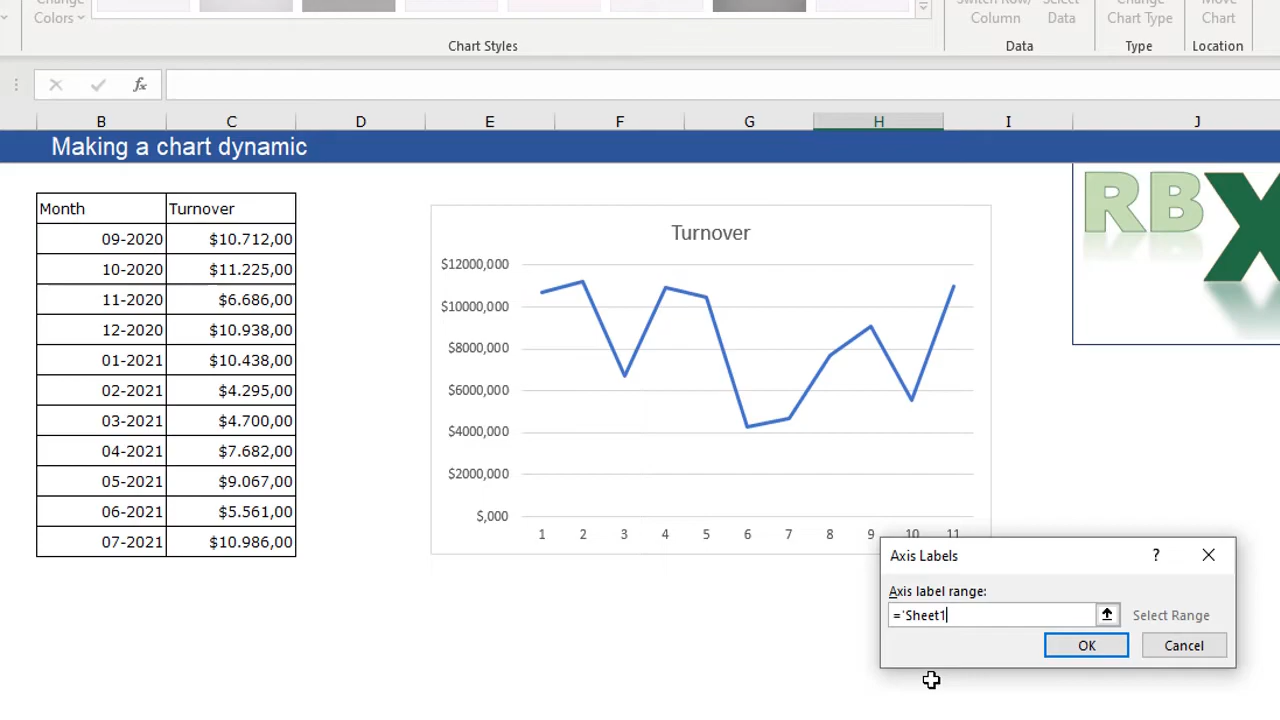 Change
Colors
Chart Styles
Switch Row/
Column
Select
Data
Data
Change
Chart Type
Type
Move
Chart
Location
fx
B C D E F G H I J
Making a chart dynamic
Month Turnover
09-2020 $10.712,00
10-2020 $11.225,00
11-2020 $6.686,00
12-2020 $10.938,00
01-2021 $10.438,00
02-2021 $4.295,00
03-2021 $4.700,00
04-2021 $7.682,00
05-2021 $9.067,00
06-2021 $5.561,00
07-2021 $10.986,00
Turnover
$12000,000
$10000,000
$8000,000
$6000,000
$4000,000
$2000,000
$,000
1 2 3 4 5 6 7 8 9 10 11
RBX
Axis Labels ?
Axis label range:
='Sheet1
Select Range
OK Cancel